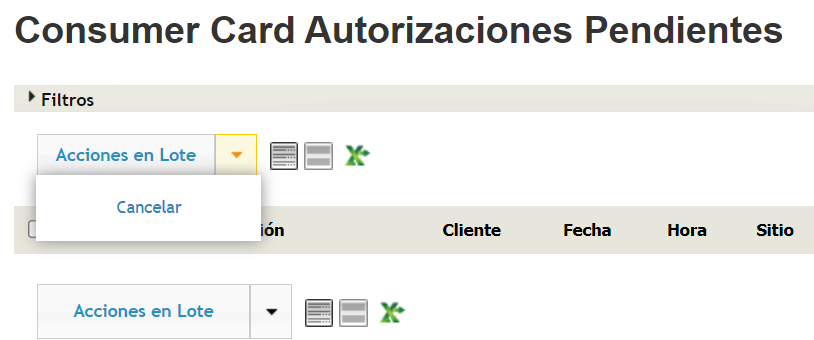 Consumer Card Autorizaciones Pendientes
Filtros
Acciones en Lote
Cancelar
ión Cliente Fecha Hora Sitio
Acciones en Lote